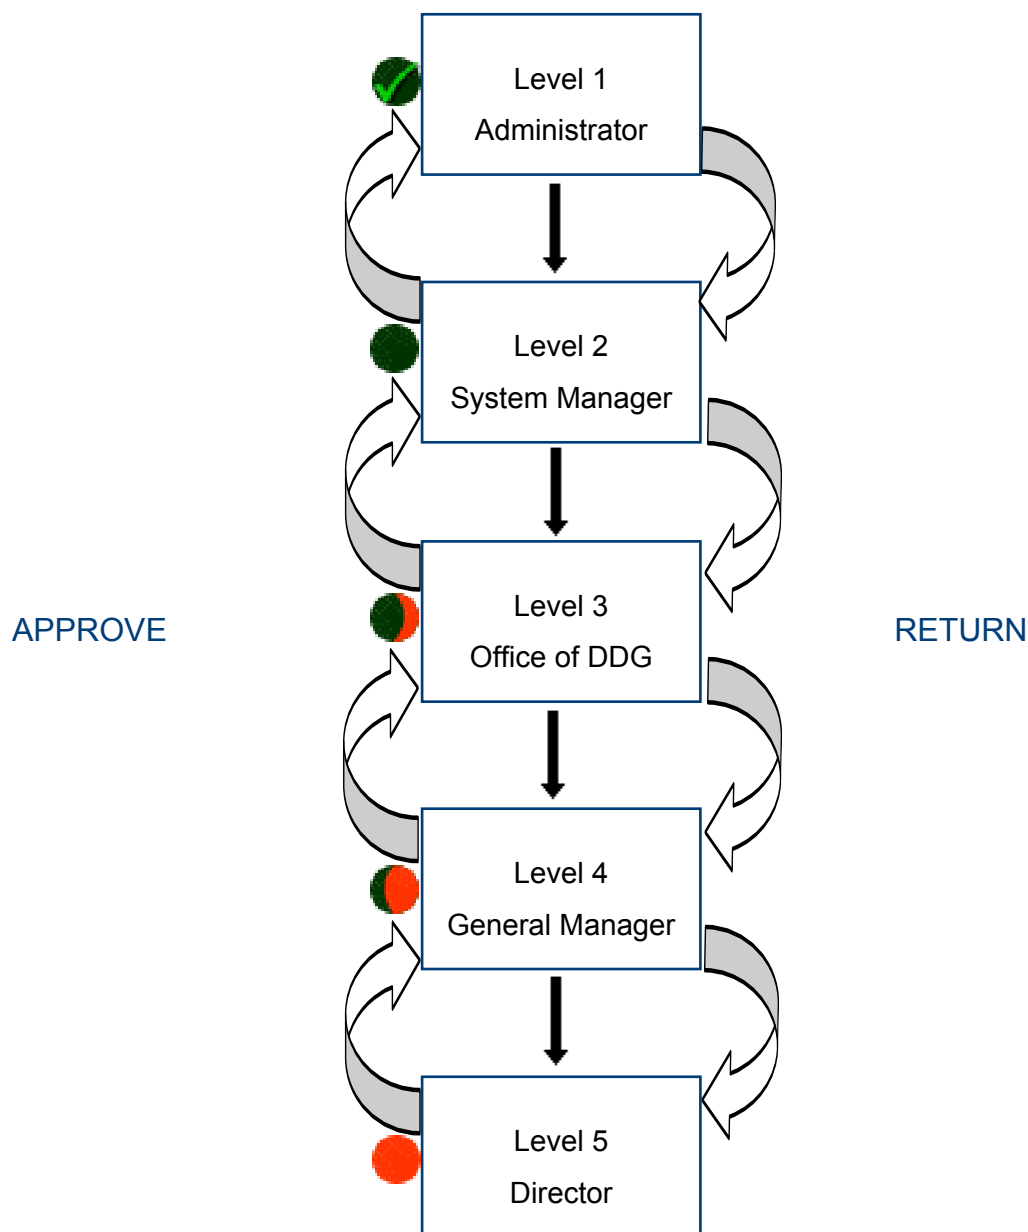 Level 1
Administrator
Level 2
System Manager
Level 3
Office of DDG
APPROVE
RETURN
Level 4
General Manager
Level 5
Director